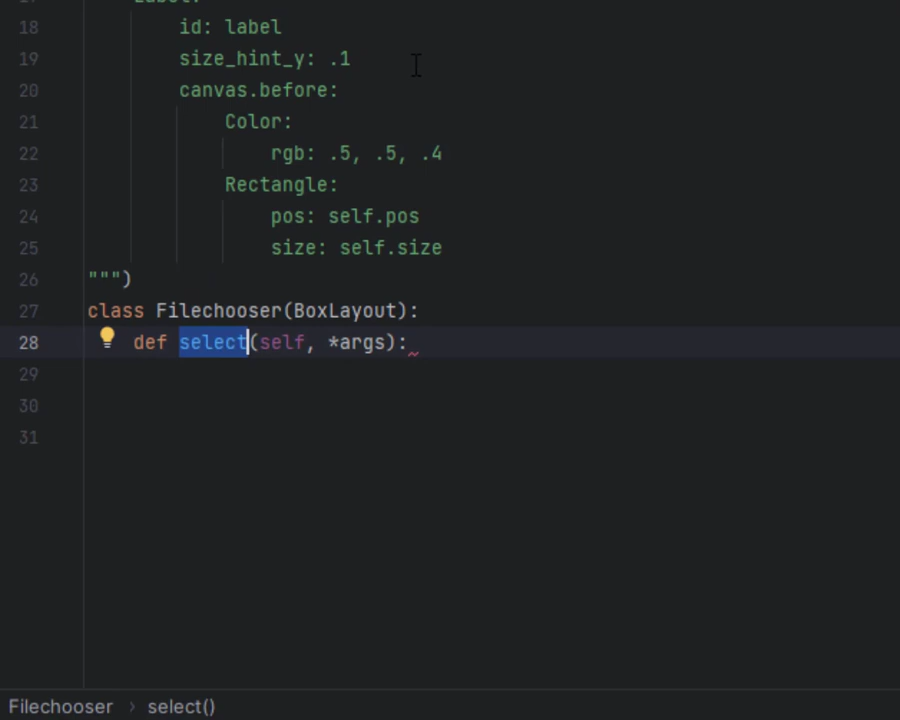 18 id: label
19 size_hint_y: .1
20 canvas.before:
21 Color:
22 rgb: .5, .5, .4
23 Rectangle:
24 pos: self.pos
25 size: self.size
26 """)
27 class Filechooser(BoxLayout):
28 def select(self, *args):
29
30
31
Filechooser › select()